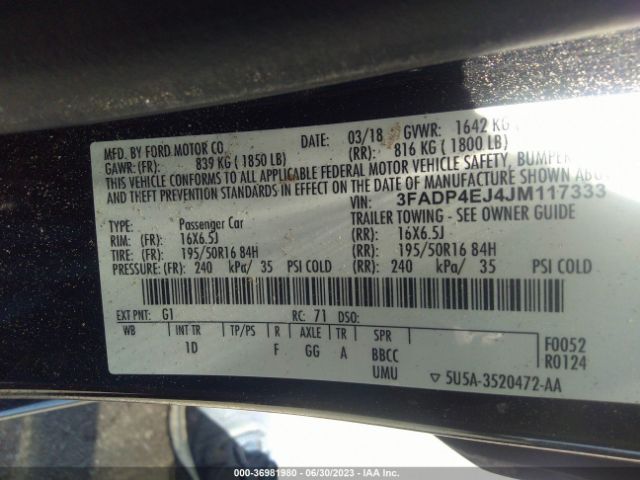 MFD. BY FORD MOTOR CO.
DATE: 03/18 GVWR: 1642 KG
GAWR: (FR): 839 KG ( 1850 LB) (RR): 816 KG ( 1800 LB)
THIS VEHICLE CONFORMS TO ALL APPLICABLE FEDERAL MOTOR VEHICLE SAFETY, BUMPER
AND THEFT STANDARDS IN EFFECT ON THE DATE OF MANUFACTURE SHOWN
VIN: 3FADP4EJ4JM117333
TYPE: Passenger Car TRAILER TOWING - SEE OWNER GUIDE
RIM: (FR): 16X6.5J (RR): 16X6.5J
TIRE: (FR): 195/50R16 84H (RR): 195/50R16 84H
PRESSURE: (FR): 240 kPa/ 35 PSI COLD (RR): 240 kPa/ 35 PSI COLD
EXT PNT: G1 RC: 71 DSO:
WB INT TR TP/PS R AXLE TR SPR F0052
1D F GG A BBCC R0124
UMU ▽ 5U5A-3520472-AA
000-36981980 - 06/30/2023 - IAA Inc.